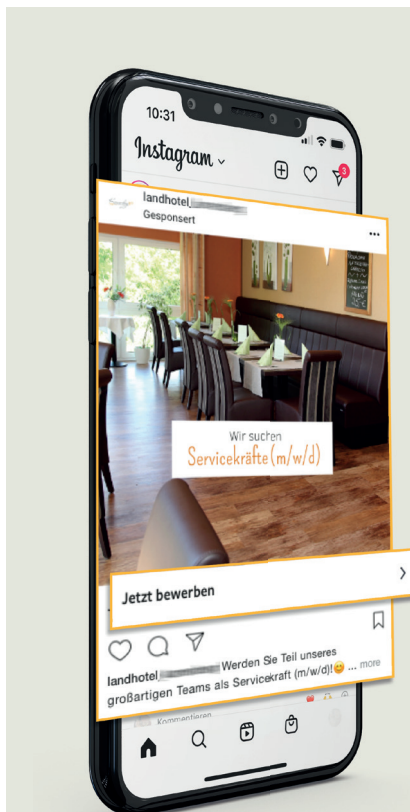 10:31
Instagram
3
landhotel
Gesponsert
Wir suchen
Servicekräfte (m/w/d)
Jetzt bewerben
landhotel Werden Sie Teil unseres
großartigen Teams als Servicekraft (m/w/d)!😊 ... more
Kommentieren